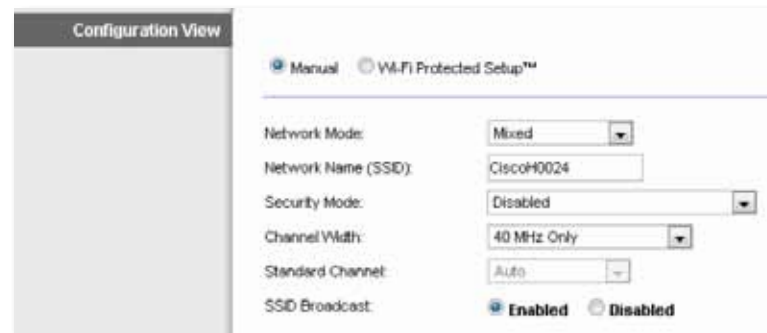 Configuration View
Manual Wi-Fi Protected Setup™
Network Mode: Mixed
Network Name (SSID): CiscoH0024
Security Mode: Disabled
Channel Width: 40 MHz Only
Standard Channel: Auto
SSID Broadcast: Enabled Disabled